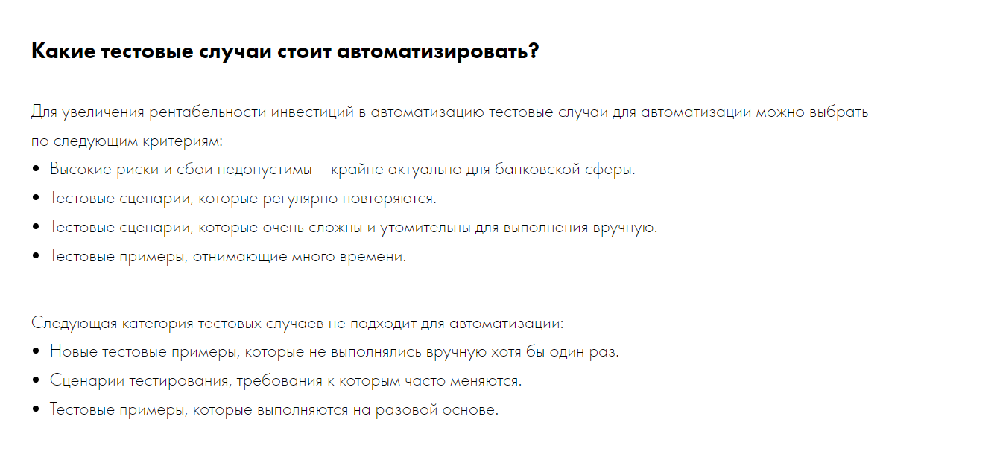 Какие тестовые случаи стоит автоматизировать?
Для увеличения рентабельности инвестиций в автоматизацию тестовые случаи для автоматизации можно выбрать
по следующим критериям:
• Высокие риски и сбои недопустимы – крайне актуально для банковской сферы.
• Тестовые сценарии, которые регулярно повторяются.
• Тестовые сценарии, которые очень сложны и утомительны для выполнения вручную.
• Тестовые примеры, отнимающие много времени.
Следующая категория тестовых случаев не подходит для автоматизации:
• Новые тестовые примеры, которые не выполнялись вручную хотя бы один раз.
• Сценарии тестирования, требования к которым часто меняются.
• Тестовые примеры, которые выполняются на разовой основе.